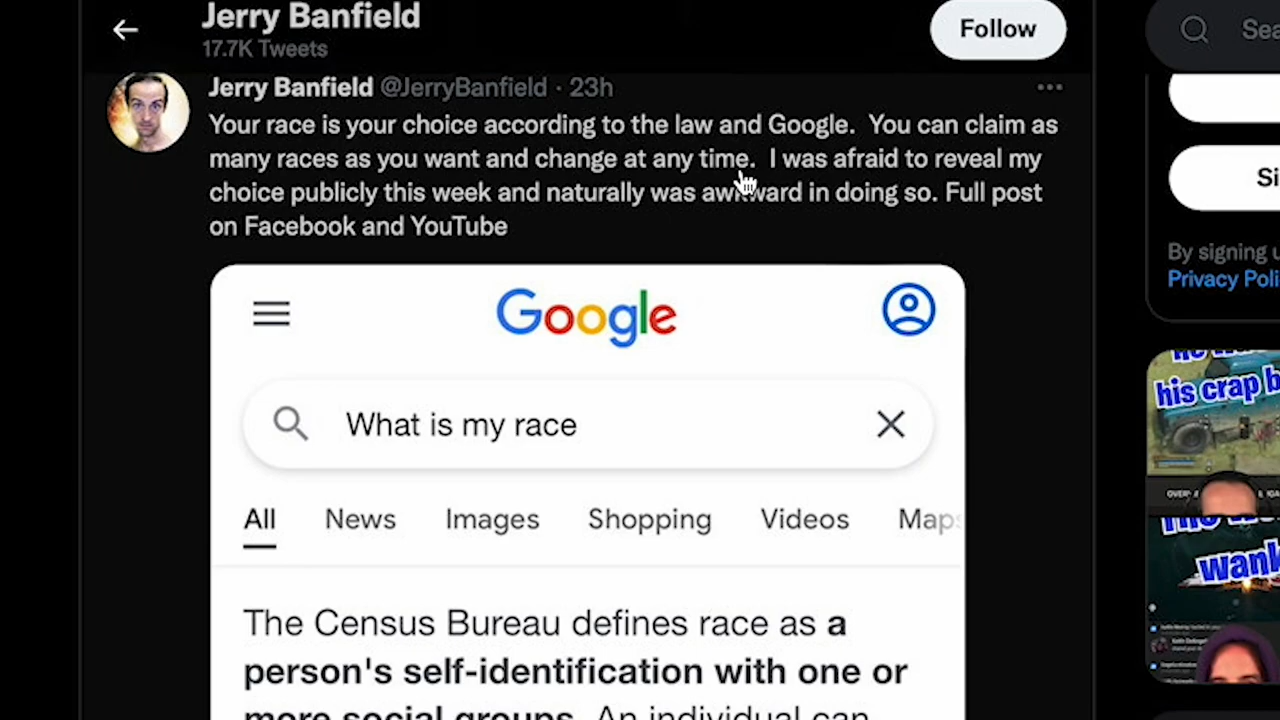 Jerry Banfield
17.7K Tweets
Follow
Jerry Banfield @JerryBanfield · 23h
Your race is your choice according to the law and Google.  You can claim as
many races as you want and change at any time.  I was afraid to reveal my
choice publicly this week and naturally was awkward in doing so. Full post
on Facebook and YouTube
Google
What is my race
All News Images Shopping Videos Maps
The Census Bureau defines race as a
person's self-identification with one or
more social groups. An individual can
Sea
Si
By signing u
Privacy Poli
his crap b
wank